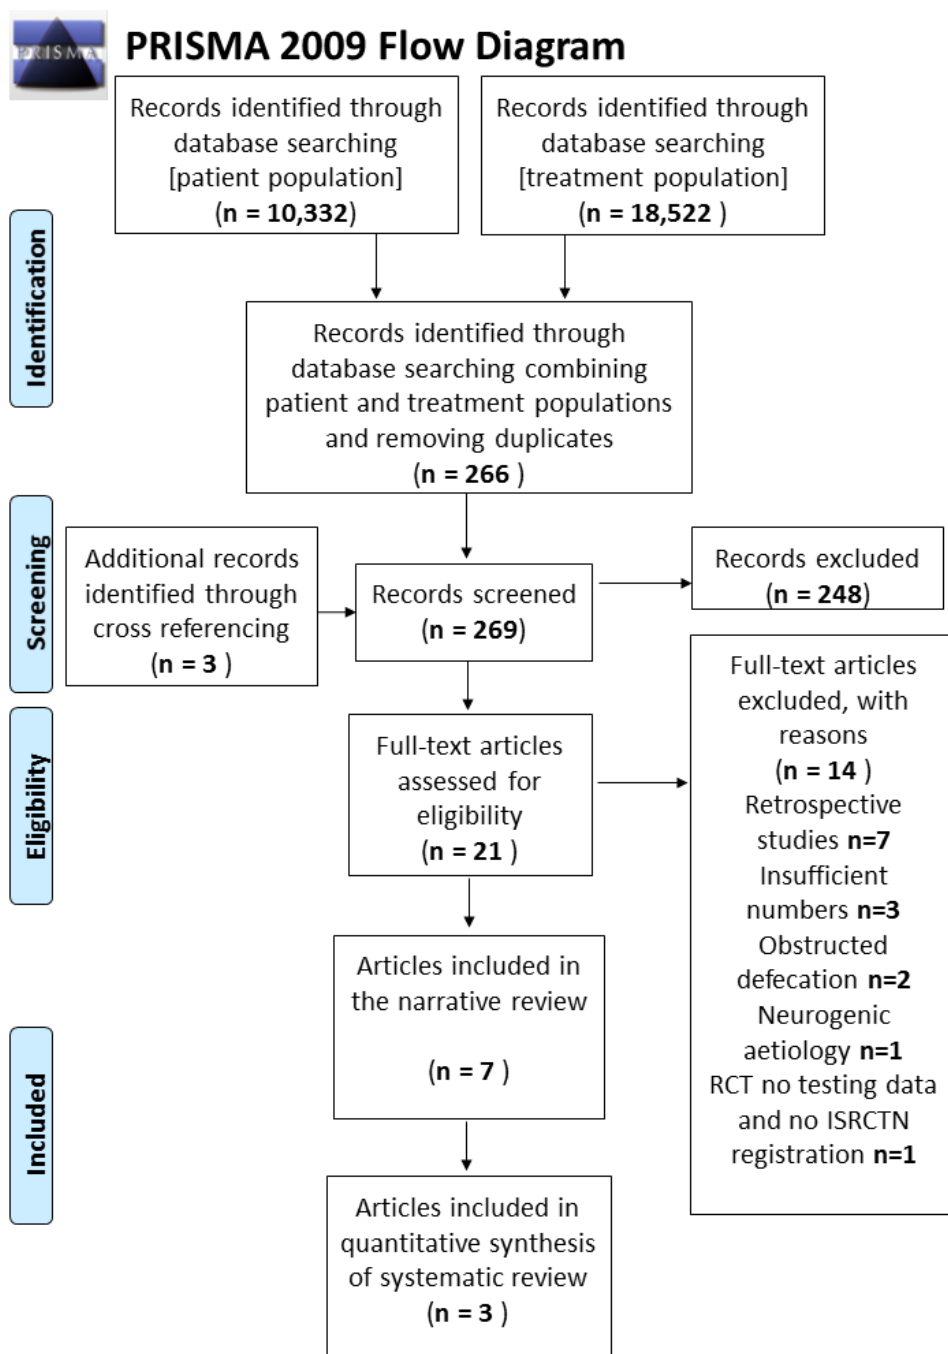 PRISMA
PRISMA 2009 Flow Diagram
Records identified through
database searching
[patient population]
(n = 10,332)
Records identified through
database searching
[treatment population]
(n = 18,522 )
Identification
Records identified through
database searching combining
patient and treatment populations
and removing duplicates
(n = 266 )
Screening
Additional records
identified through
cross referencing
(n = 3 )
Records screened
(n = 269)
Records excluded
(n = 248)
Eligibility
Full-text articles
assessed for
eligibility
(n = 21 )
Full-text articles
excluded, with
reasons
(n = 14 )
Retrospective
studies n=7
Insufficient
numbers n=3
Obstructed
defecation n=2
Neurogenic
aetiology n=1
RCT no testing data
and no ISRCTN
registration n=1
Included
Articles included in
the narrative review
(n = 7 )
Articles included in
quantitative synthesis
of systematic review
(n = 3 )